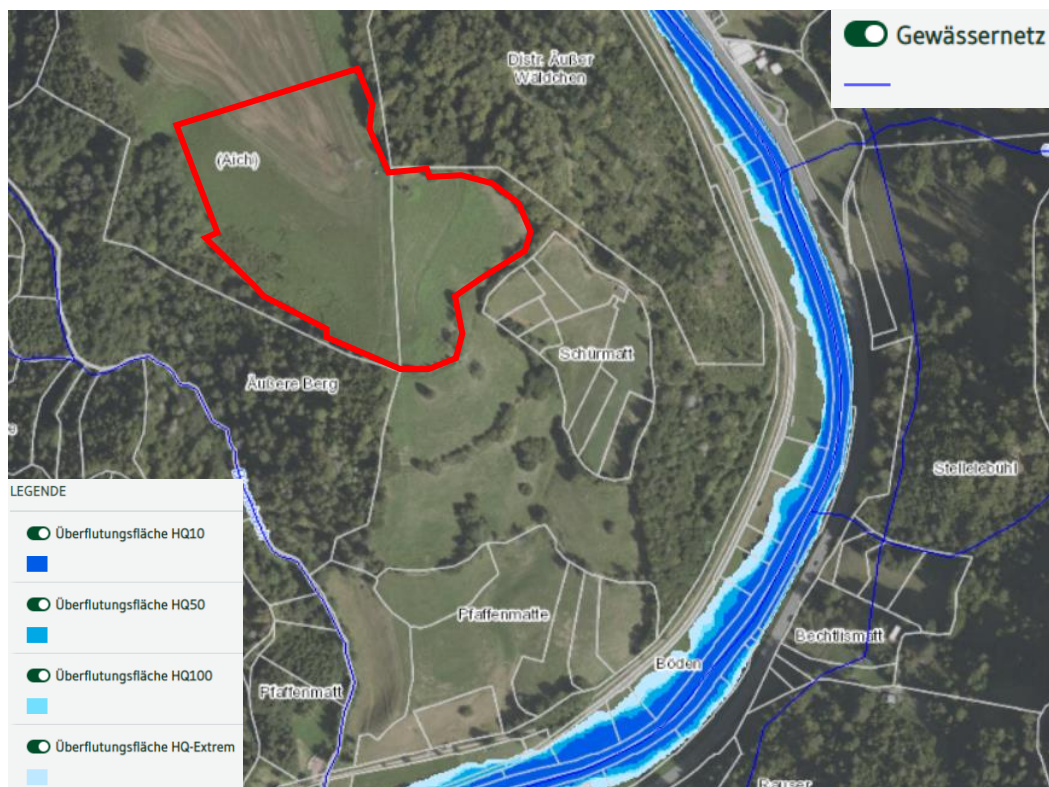 Gewässernetz
Distr. Äußer
Wäldchen
(Aich)
Schürmatt
Äußere Berg
Stellelebühl
LEGENDE
Überflutungsfläche HQ10
Überflutungsfläche HQ50
Pfaffenmatte
Bechtlismatt
Böden
Überflutungsfläche HQ100
Pfaffenmatt
Überflutungsfläche HQ-Extrem